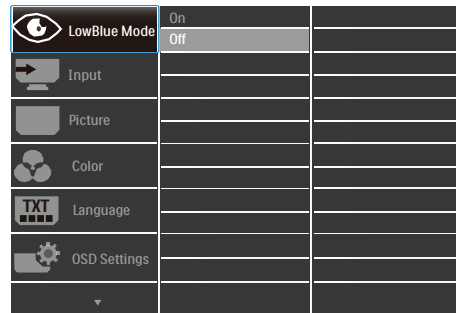 LowBlue Mode
On
Off
Input
Picture
Color
TXT
Language
OSD Settings